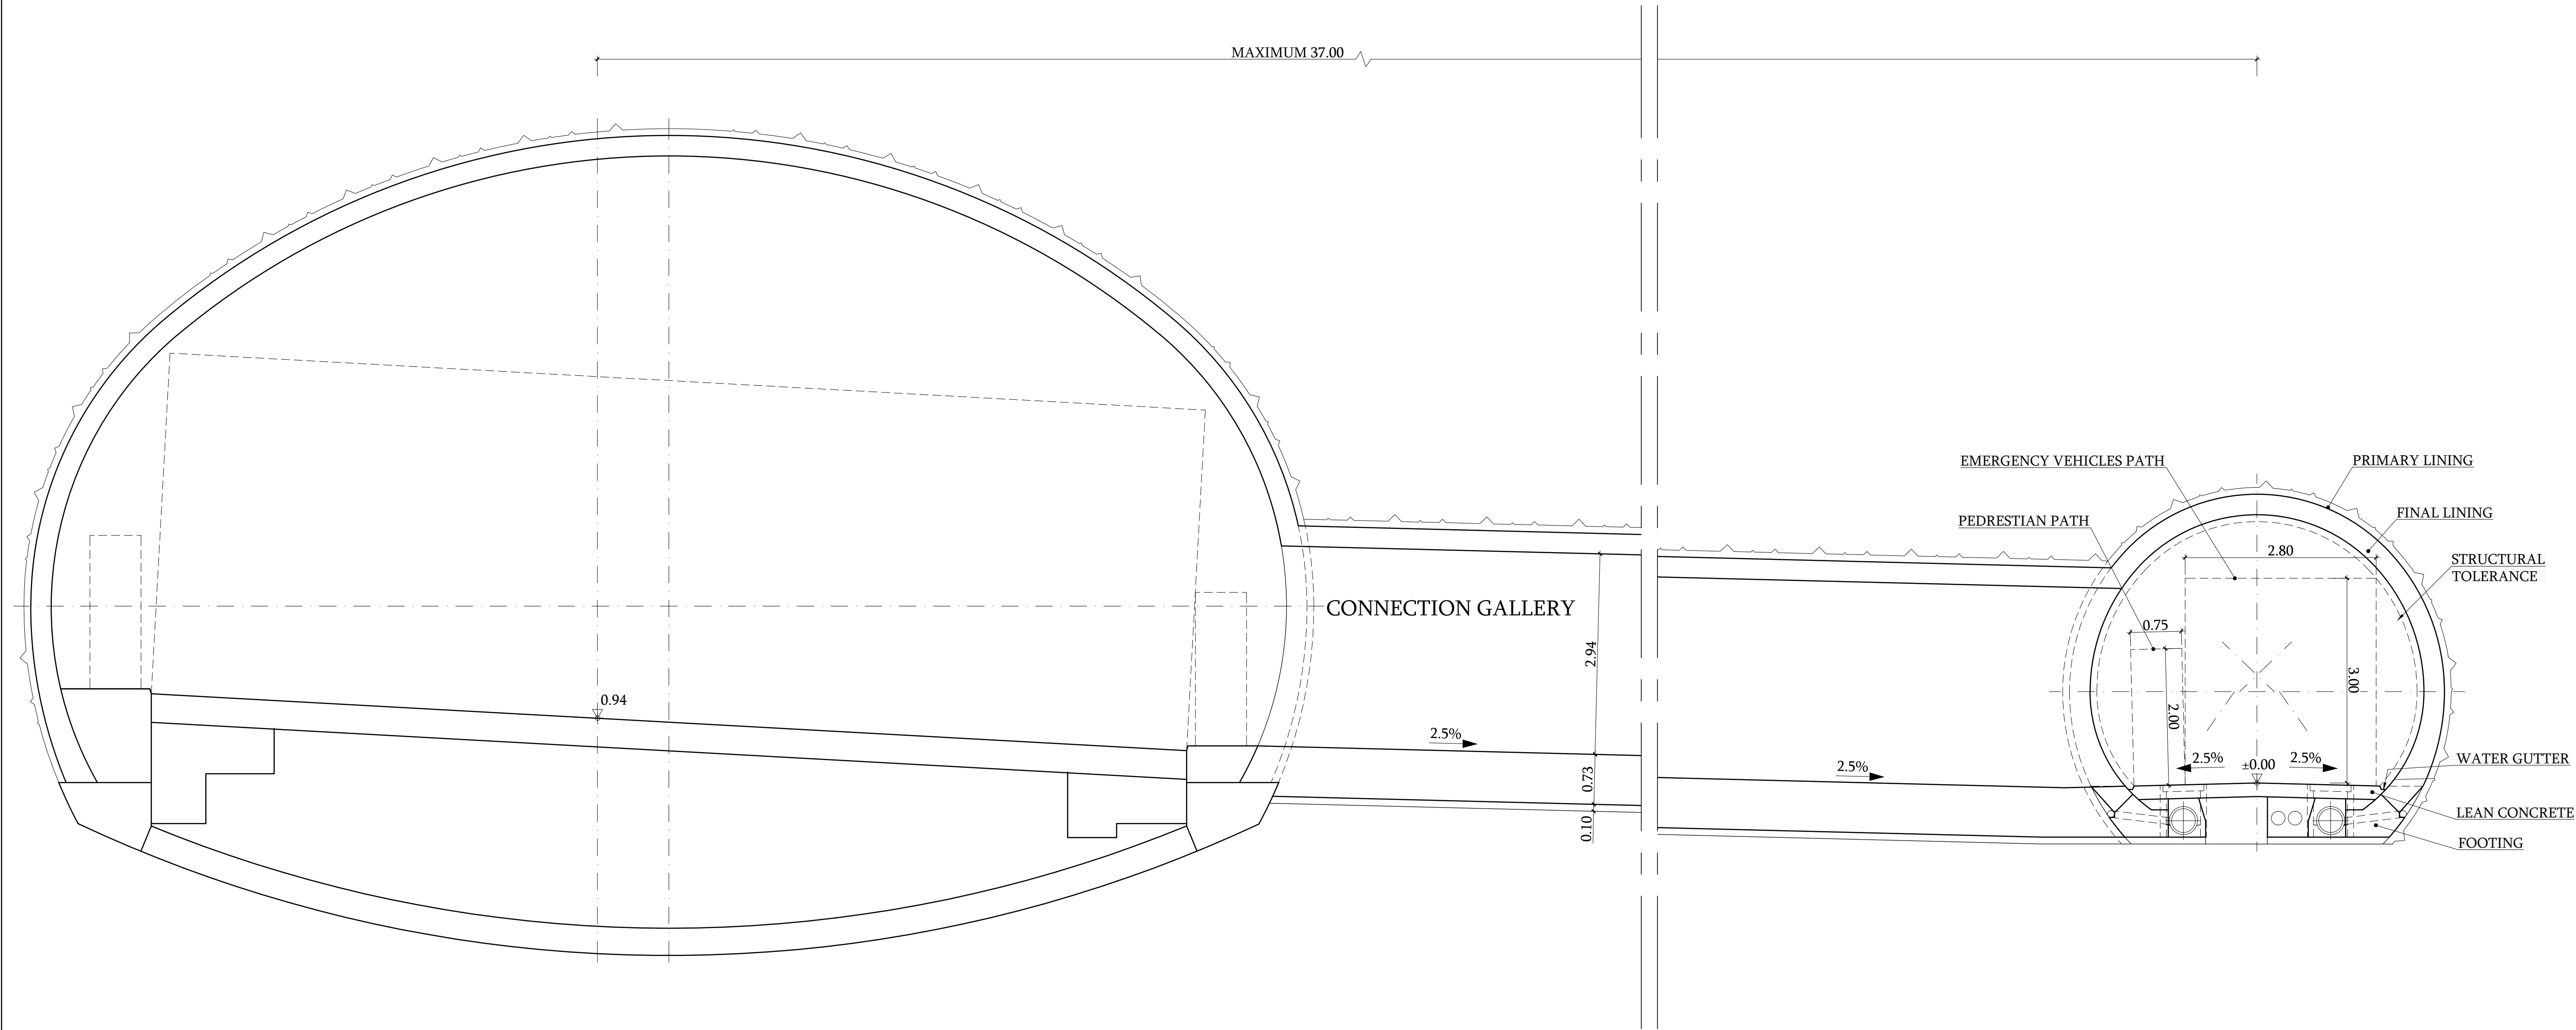 MAXIMUM 37.00
EMERGENCY VEHICLES PATH
PRIMARY LINING
PEDRESTIAN PATH
FINAL LINING
2.80
STRUCTURAL
TOLERANCE
CONNECTION GALLERY
0.75
2.94
3.00
0.94
2.00
2.5%
2.5%
2.5%
±0.00
2.5%
WATER GUTTER
0.73
LEAN CONCRETE
0.10
FOOTING